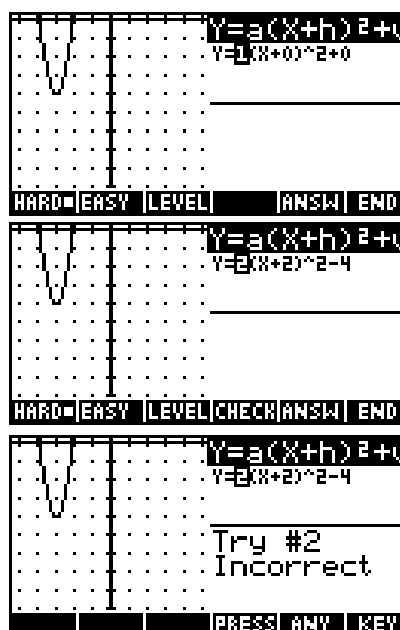 Y=a(X+h)²+v
Y=1(X+0)^2+0
HARD▪ EASY LEVEL ANSW END
Y=a(X+h)²+v
Y=2(X+2)^2-4
HARD▪ EASY LEVEL CHECK ANSW END
Y=a(X+h)²+v
Y=2(X+2)^2-4
Try #2
Incorrect
PRESS ANY KEY